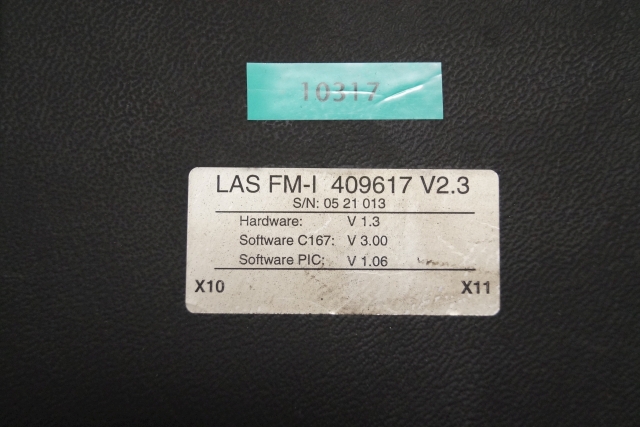 10317
LAS FM-I 409617 V2.3
S/N: 05 21 013
Hardware: V 1.3
Software C167: V 3.00
Software PIC: V 1.06
X10 X11